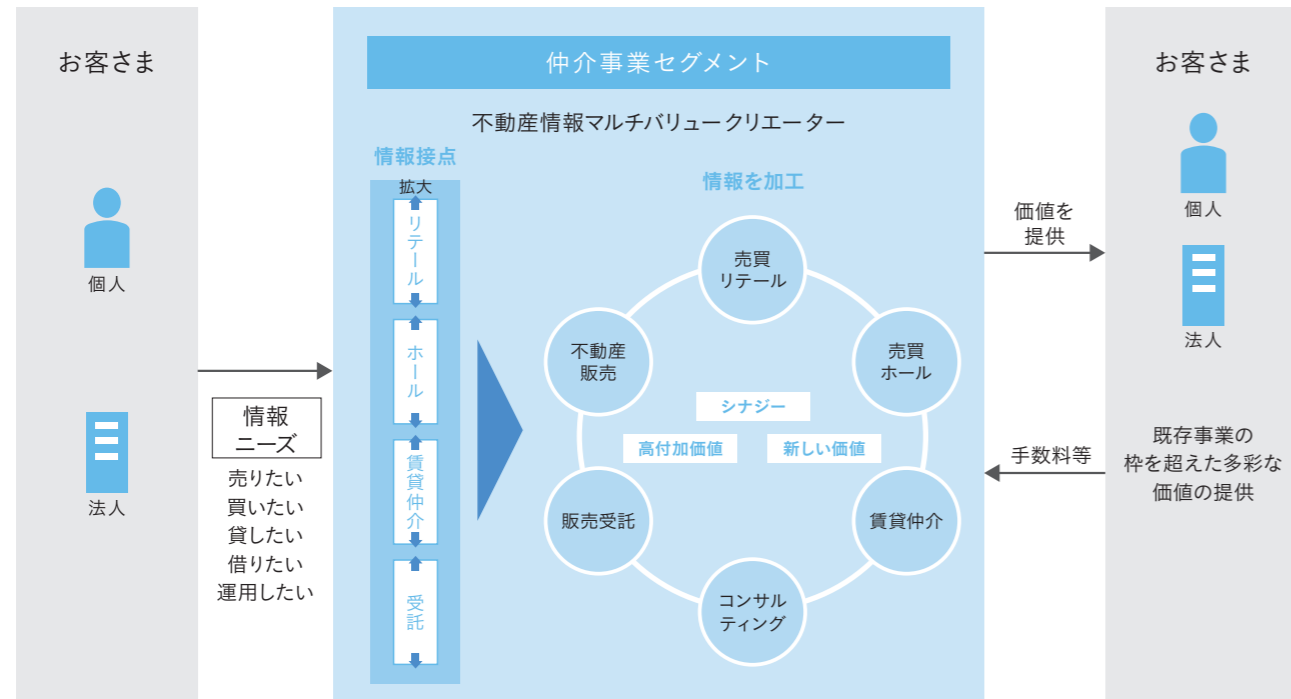 お客さま
個人
法人
情報
ニーズ
売りたい
買いたい
貸したい
借りたい
運用したい
仲介事業セグメント
不動産情報マルチバリュークリエーター
情報接点
拡大
リテール
ホール
賃貸仲介
受託
情報を加工
売買
リテール
売買
ホール
賃貸仲介
コンサル
ティング
販売受託
不動産
販売
シナジー
高付加価値
新しい価値
価値を
提供
手数料等
お客さま
個人
法人
既存事業の
枠を超えた多彩な
価値の提供